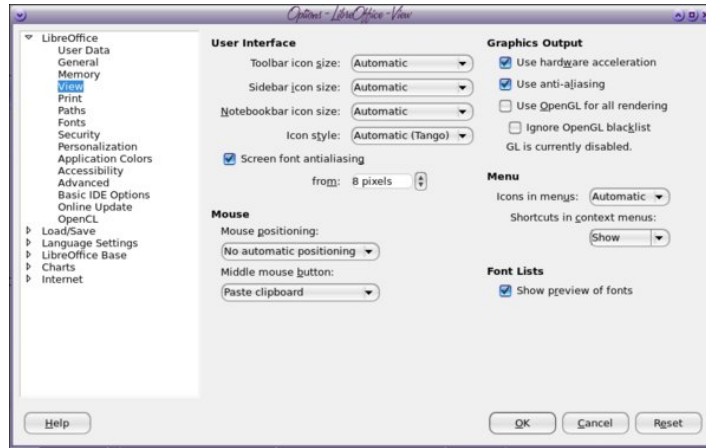 Options - LibreOffice - View
LibreOffice
User Data
General
Memory
View
Print
Paths
Fonts
Security
Personalization
Application Colors
Accessibility
Advanced
Basic IDE Options
Online Update
OpenCL
Load/Save
Language Settings
LibreOffice Base
Charts
Internet
User Interface
Toolbar icon size: Automatic
Sidebar icon size: Automatic
Notebookbar icon size: Automatic
Icon style: Automatic (Tango)
Screen font antialiasing
from: 8 pixels
Mouse
Mouse positioning:
No automatic positioning
Middle mouse button:
Paste clipboard
Graphics Output
Use hardware acceleration
Use anti-aliasing
Use OpenGL for all rendering
Ignore OpenGL blacklist
GL is currently disabled.
Menu
Icons in menus: Automatic
Shortcuts in context menus:
Show
Font Lists
Show preview of fonts
Help
OK
Cancel
Reset